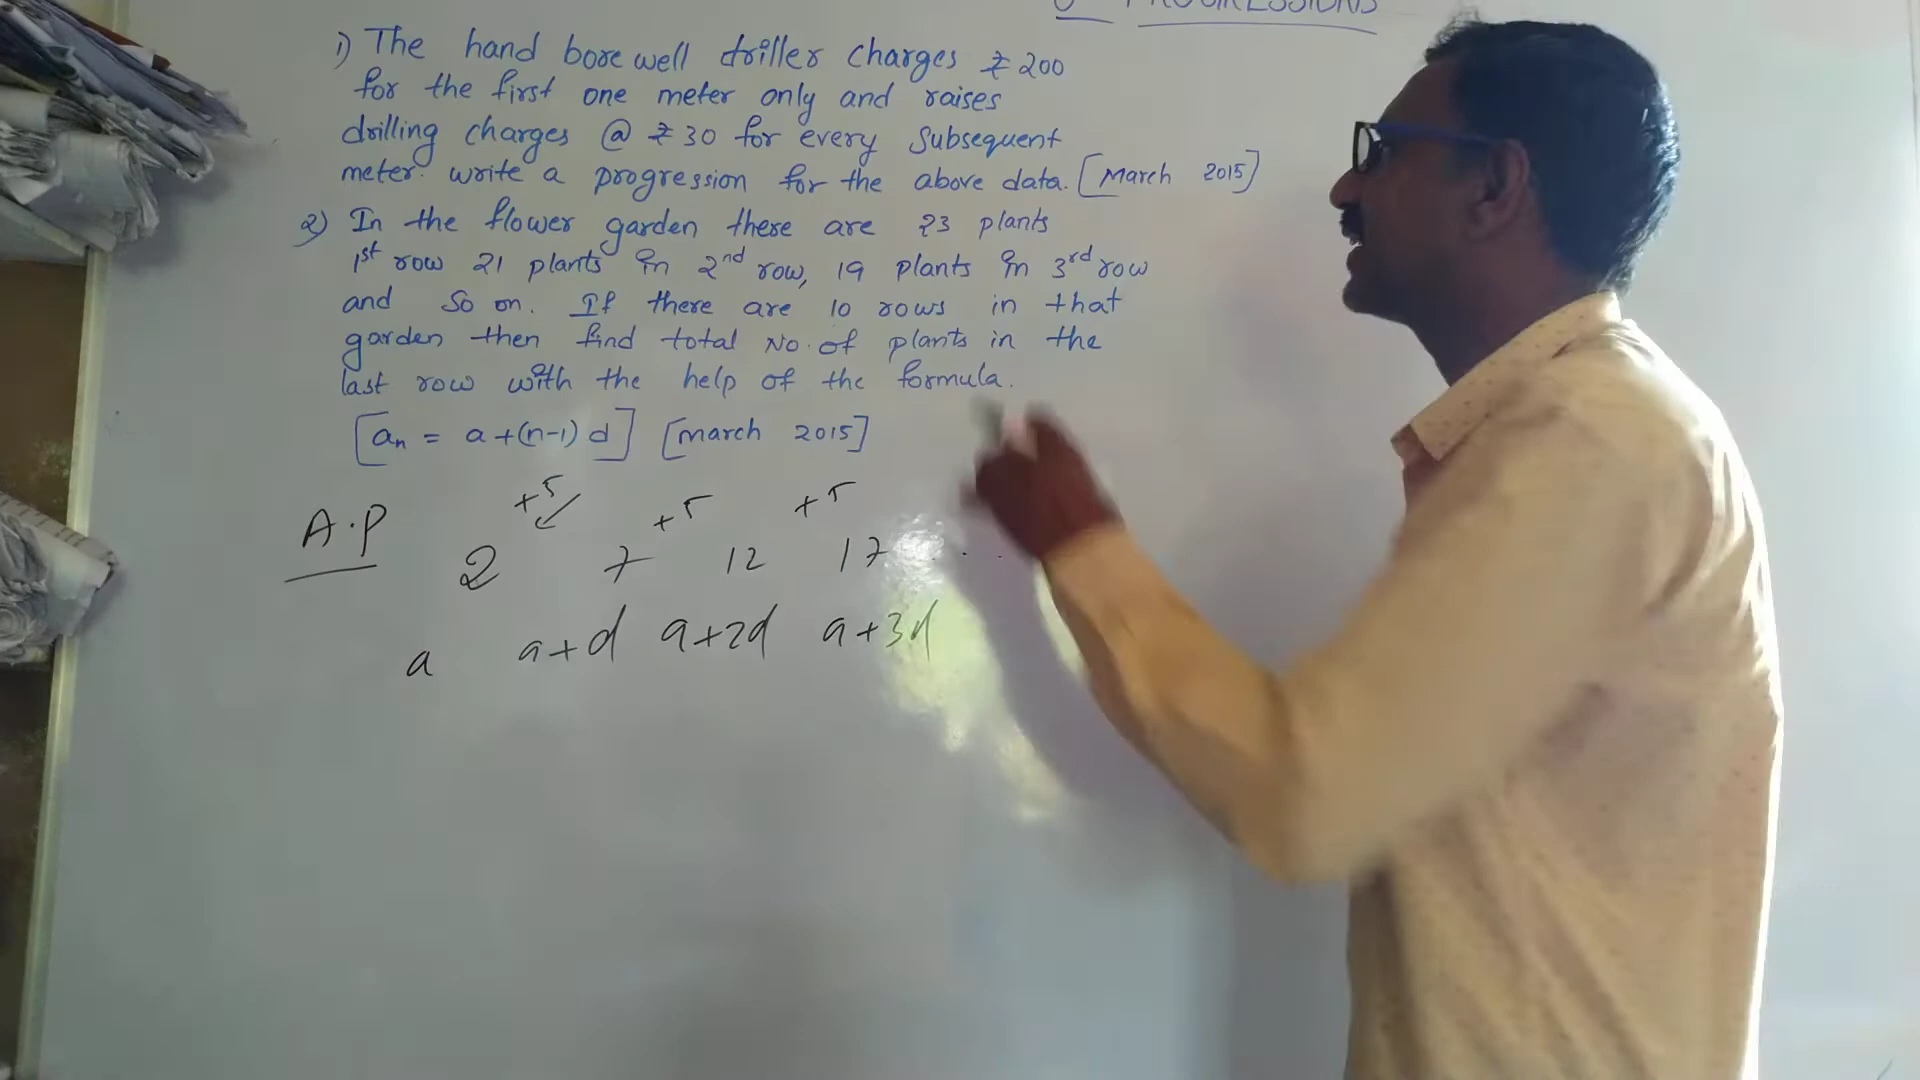 6 PROGRESSIONS
1) The hand bore well driller charges ₹ 200
for the first one meter only and raises
drilling charges @ ₹ 30 for every subsequent
meter. write a progression for the above data. [March 2015]
2) In the flower garden there are 23 plants
1st row 21 plants in 2nd row, 19 plants in 3rd row
and so on. If there are 10 rows in that
garden then find total No. of plants in the
last row with the help of the formula.
[an = a+(n-1) d] [march 2015]
+5 +5 +5
A.P 2 7 12 17 ....
a a+d a+2d a+3d